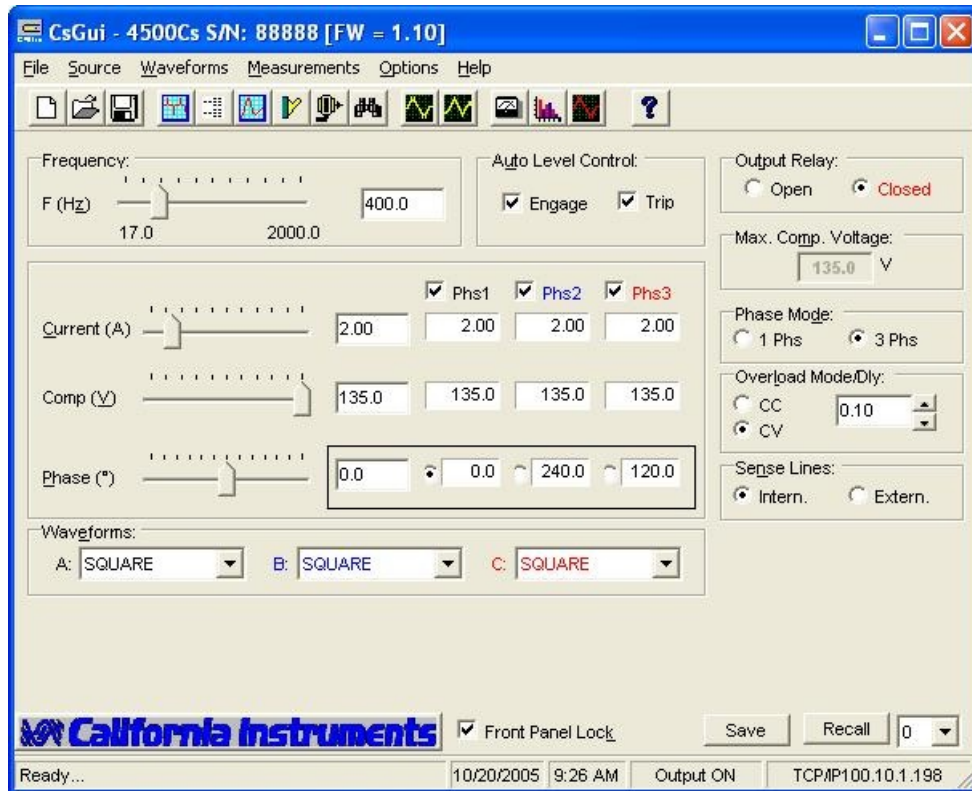 CsGui - 4500Cs S/N: 88888 [FW = 1.10]
File Source Waveforms Measurements Options Help
?
Frequency:
F (Hz)
400.0
17.0 2000.0
Auto Level Control:
Engage Trip
Output Relay:
Open Closed
Max. Comp. Voltage:
135.0 V
Phs1 Phs2 Phs3
Current (A) 2.00 2.00 2.00 2.00
Comp (V) 135.0 135.0 135.0 135.0
Phase (°) 0.0 0.0 240.0 120.0
Phase Mode:
1 Phs 3 Phs
Overload Mode/Dly:
CC 0.10
CV
Sense Lines:
Intern. Extern.
Waveforms:
A: SQUARE B: SQUARE C: SQUARE
California Instruments Front Panel Lock Save Recall 0
Ready... 10/20/2005 9:26 AM Output ON TCP/IP100.10.1.198